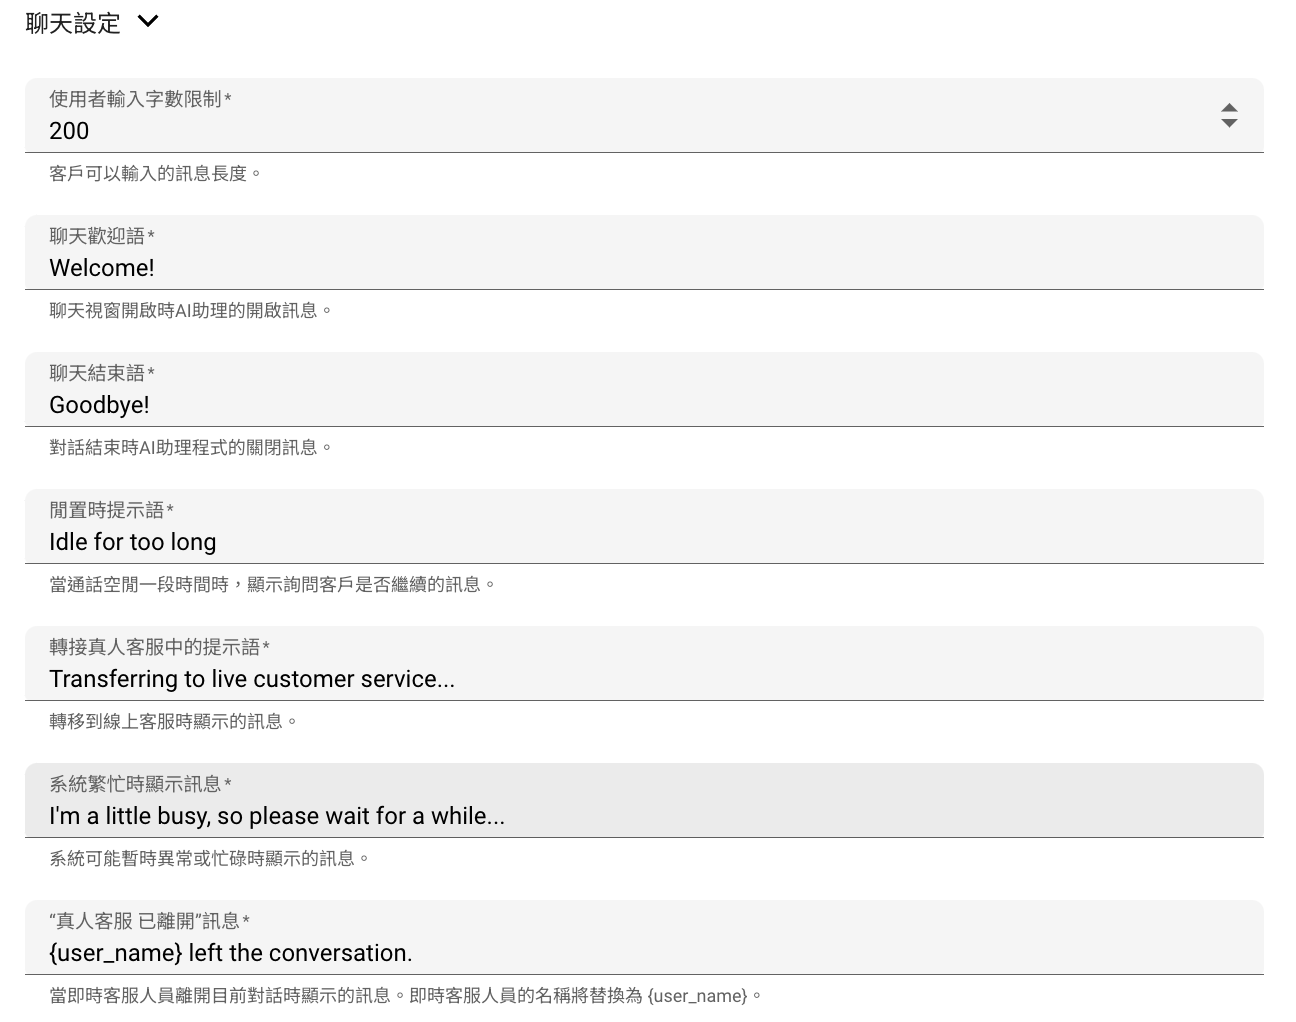 聊天設定
使用者輸入字數限制*
200
客戶可以輸入的訊息長度。
聊天歡迎語*
Welcome!
聊天視窗開啟時AI助理的開啟訊息。
聊天結束語*
Goodbye!
對話結束時AI助理程式的關閉訊息。
閒置時提示語*
Idle for too long
當通話空閒一段時間時，顯示詢問客戶是否繼續的訊息。
轉接真人客服中的提示語*
Transferring to live customer service...
轉移到線上客服時顯示的訊息。
系統繁忙時顯示訊息*
I'm a little busy, so please wait for a while...
系統可能暫時異常或忙碌時顯示的訊息。
“真人客服 已離開”訊息*
{user_name} left the conversation.
當即時客服人員離開目前對話時顯示的訊息。即時客服人員的名稱將替換為 {user_name}。